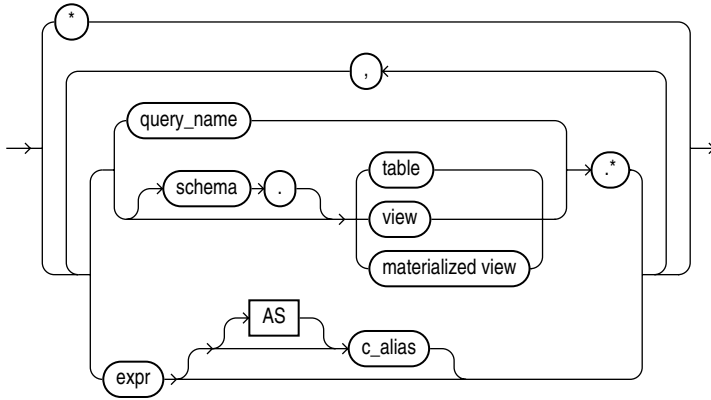 *
,
query_name
schema
.
table
view
materialized view
.*
AS
c_alias
expr